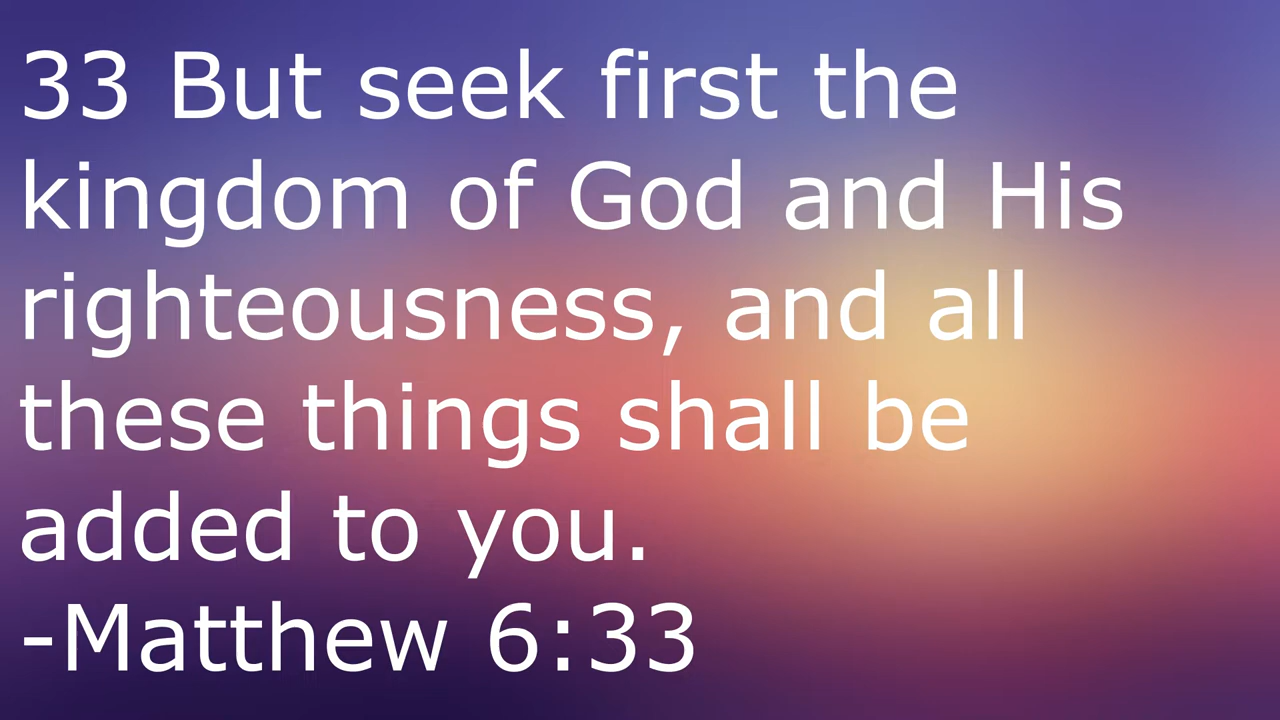 33 But seek first the
kingdom of God and His
righteousness, and all
these things shall be
added to you.
-Matthew 6:33